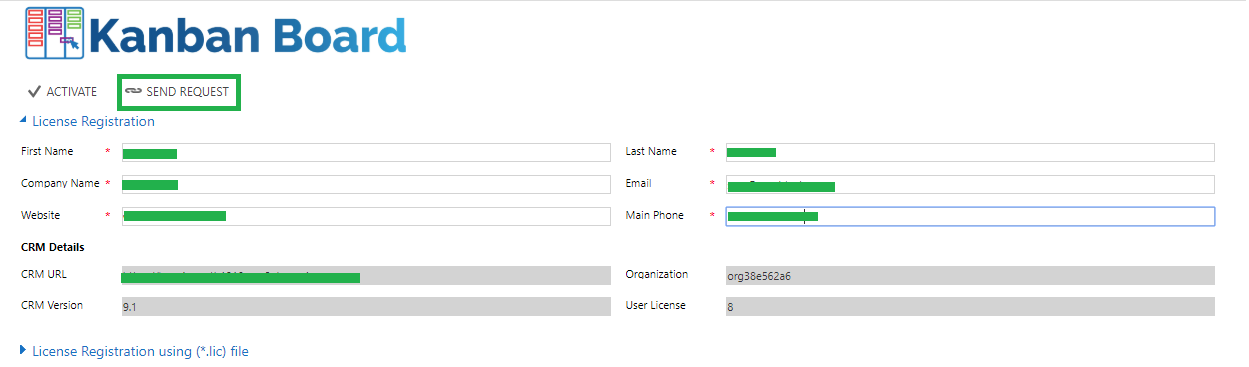 Kanban Board
ACTIVATE SEND REQUEST
License Registration
First Name * Last Name *
Company Name * Email *
Website * Main Phone *
CRM Details
CRM URL Organization org38e562a6
CRM Version 9.1 User License 8
License Registration using (*.lic) file